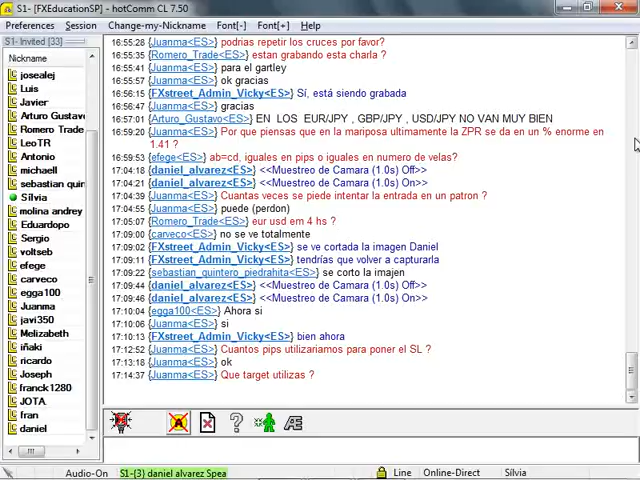 S1- [FXEducationSP] - hotComm CL 7.50
Preferences Session Change-my-Nickname Font[-] Font[+] Help
S1- Invited [33]
Nickname
josealej
Luis
Javier
Arturo Gustavo
Romero Trade
LeoTR
Antonio
michaell
sebastian quin
Sílvia
molina andrey
Eduardopo
Sergio
voltseb
efege
carveco
egga100
Juanma
javi350
Melizabeth
iñaki
ricardo
Joseph
franck1280
JOTA
fran
daniel
16:55:28 {Juanma<ES>} podrias repetir los cruces por favor?
16:55:35 {Romero_Trade<ES>} estan grabando esta charla ?
16:55:41 {Juanma<ES>} para el gartley
16:55:57 {Juanma<ES>} ok gracias
16:56:15 {FXstreet_Admin_Vicky<ES>} Sí, está siendo grabada
16:56:47 {Juanma<ES>} gracias
16:57:01 {Arturo_Gustavo<ES>} EN LOS EUR/JPY , GBP/JPY , USD/JPY NO VAN MUY BIEN
16:59:20 {Juanma<ES>} Por que piensas que en la mariposa ultimamente la ZPR se da en un % enorme en
1.41 ?
16:59:53 {efege<ES>} ab=cd, iguales en pips o iguales en numero de velas?
17:04:18 {daniel_alvarez<ES>} <<Muestreo de Camara (1.0s) Off>>
17:04:21 {daniel_alvarez<ES>} <<Muestreo de Camara (1.0s) On>>
17:04:39 {Juanma<ES>} Cuantas veces se piede intentar la entrada en un patron ?
17:04:55 {Juanma<ES>} puede (perdon)
17:05:07 {Romero_Trade<ES>} eur usd em 4 hs ?
17:09:00 {carveco<ES>} no se ve totalmente
17:09:02 {FXstreet_Admin_Vicky<ES>} se ve cortada la imagen Daniel
17:09:11 {FXstreet_Admin_Vicky<ES>} tendrías que volver a capturarla
17:09:22 {sebastian_quintero_piedrahita<ES>} se corto la imajen
17:09:44 {daniel_alvarez<ES>} <<Muestreo de Camara (1.0s) Off>>
17:09:46 {daniel_alvarez<ES>} <<Muestreo de Camara (1.0s) On>>
17:10:04 {egga100<ES>} Ahora si
17:10:06 {Juanma<ES>} si
17:10:13 {FXstreet_Admin_Vicky<ES>} bien ahora
17:12:52 {Juanma<ES>} Cuantos pips utilizariamos para poner el SL ?
17:13:18 {Juanma<ES>} ok
17:14:37 {Juanma<ES>} Que target utilizas ?
Audio-On S1-{3} daniel alvarez Spea Line Online-Direct Sílvia